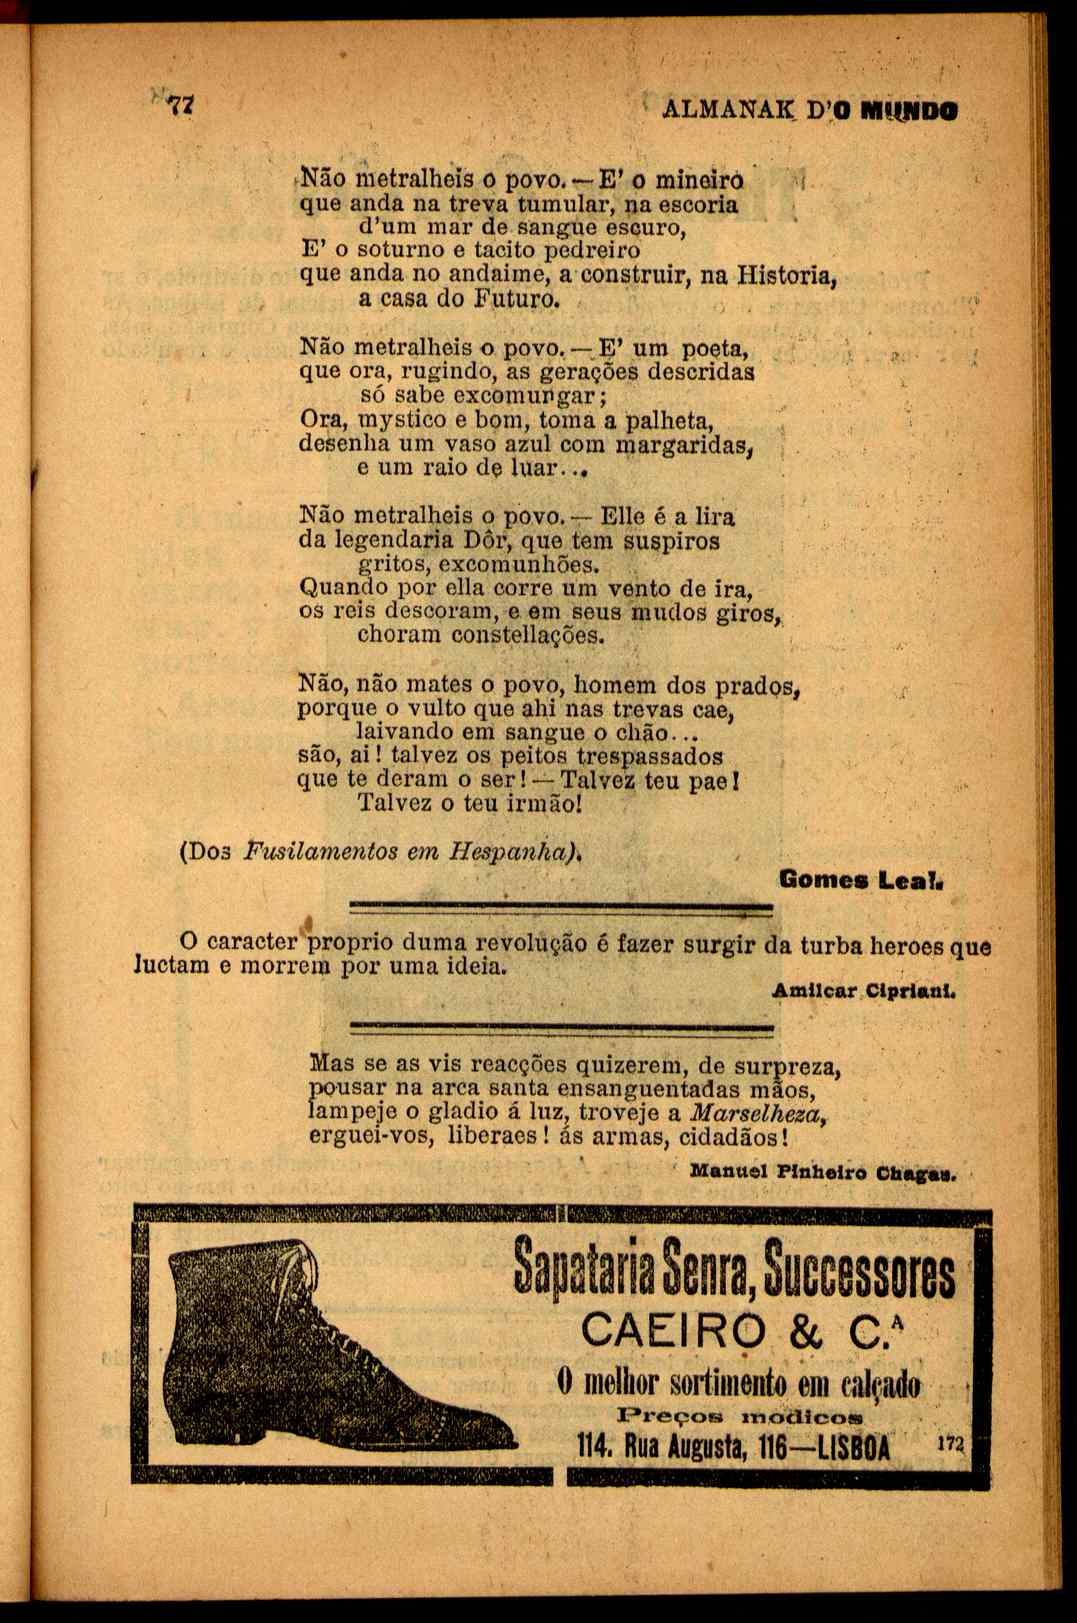 77
ALMANAK D'O MUNDO
Não metralheis o povo. — E' o mineiro
que anda na treva tumular, na escoria
d'um mar de sangue escuro,
E' o soturno e tacito pedreiro
que anda no andaime, a construir, na Historia,
a casa do Futuro.
Não metralheis o povo. — E' um poeta,
que ora, rugindo, as gerações descridas
só sabe excomungar;
Ora, mystico e bom, toma a palheta,
desenha um vaso azul com margaridas,
e um raio de luar...
Não metralheis o povo. — Elle é a lira
da legendaria Dôr, que tem suspiros
gritos, excomunhões.
Quando por ella corre um vento de ira,
os reis descoram, e em seus mudos giros,
choram constellações.
Não, não mates o povo, homem dos prados,
porque o vulto que ahi nas trevas cae,
laivando em sangue o chão...
são, ai! talvez os peitos trespassados
que te deram o ser! — Talvez teu pae!
Talvez o teu irmão!
(Dos Fusilamentos em Hespanha).
Gomes Leal.
O caracter proprio duma revolução é fazer surgir da turba heroes que
luctam e morrem por uma ideia.
Amilcar Cipriani.
Mas se as vis reacções quizerem, de surpreza,
pousar na arca santa ensanguentadas mãos,
lampeje o gladio á luz, troveje a Marselheza,
erguei-vos, liberaes! ás armas, cidadãos!
Manuel Pinheiro Chagas.
Sapataria Senra, Successores
CAEIRO & C.A
O melhor sortimento em calçado
Preços modicos
114. Rua Augusta, 116—LISBOA
172